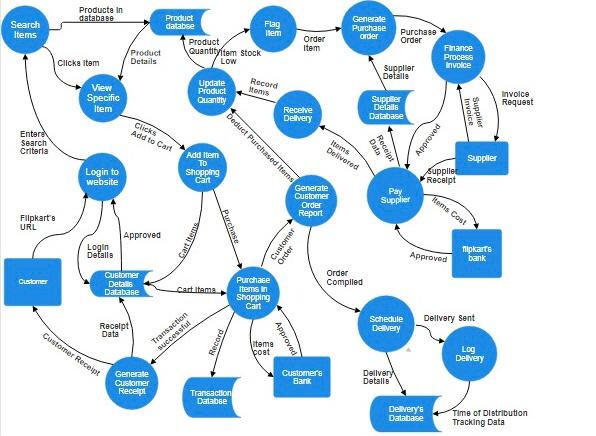 Search
Items
Products in
database
Product
databse
Flag
Item
Order
Item
Generate
Purchase
order
Purchase
Order
Finance
Process
Invoice
Clicks Item
Product
Details
Product
Quantity
Item Stock
Low
View
Specific
Item
Update
Product
Quantity
Record
Items
Receive
Delivery
Supplier
Details
Supplier Details
Database
Supplier
Invoice
Invoice
Request
Clicks
Add to Cart
Deduct Purchased Items
Items
Delivered
Receipt
Data
Approved
Supplier
Supplier
Receipt
Enters
Search
Criteria
Login to
website
Add Item
To
Shopping
Cart
Generate
Customer
Order
Report
Pay
Supplier
Items Cost
Flipkart's
URL
Login
Details
Approved
Cart Items
Purchase
Customer
Order
Approved
flipkart's
bank
Customer
Customer
Details
Database
Cart Items
Purchase
Items In
Shopping
Cart
Order
Complied
Receipt
Data
Transaction
successful
Record
Items
cost
Approved
Schedule
Delivery
Delivery Sent
Log
Delivery
Customer Receipt
Generate
Customer
Receipt
Transaction
Databse
Customer's
Bank
Delivery
Details
Delivery's
Database
Time of Distribution
Tracking Data